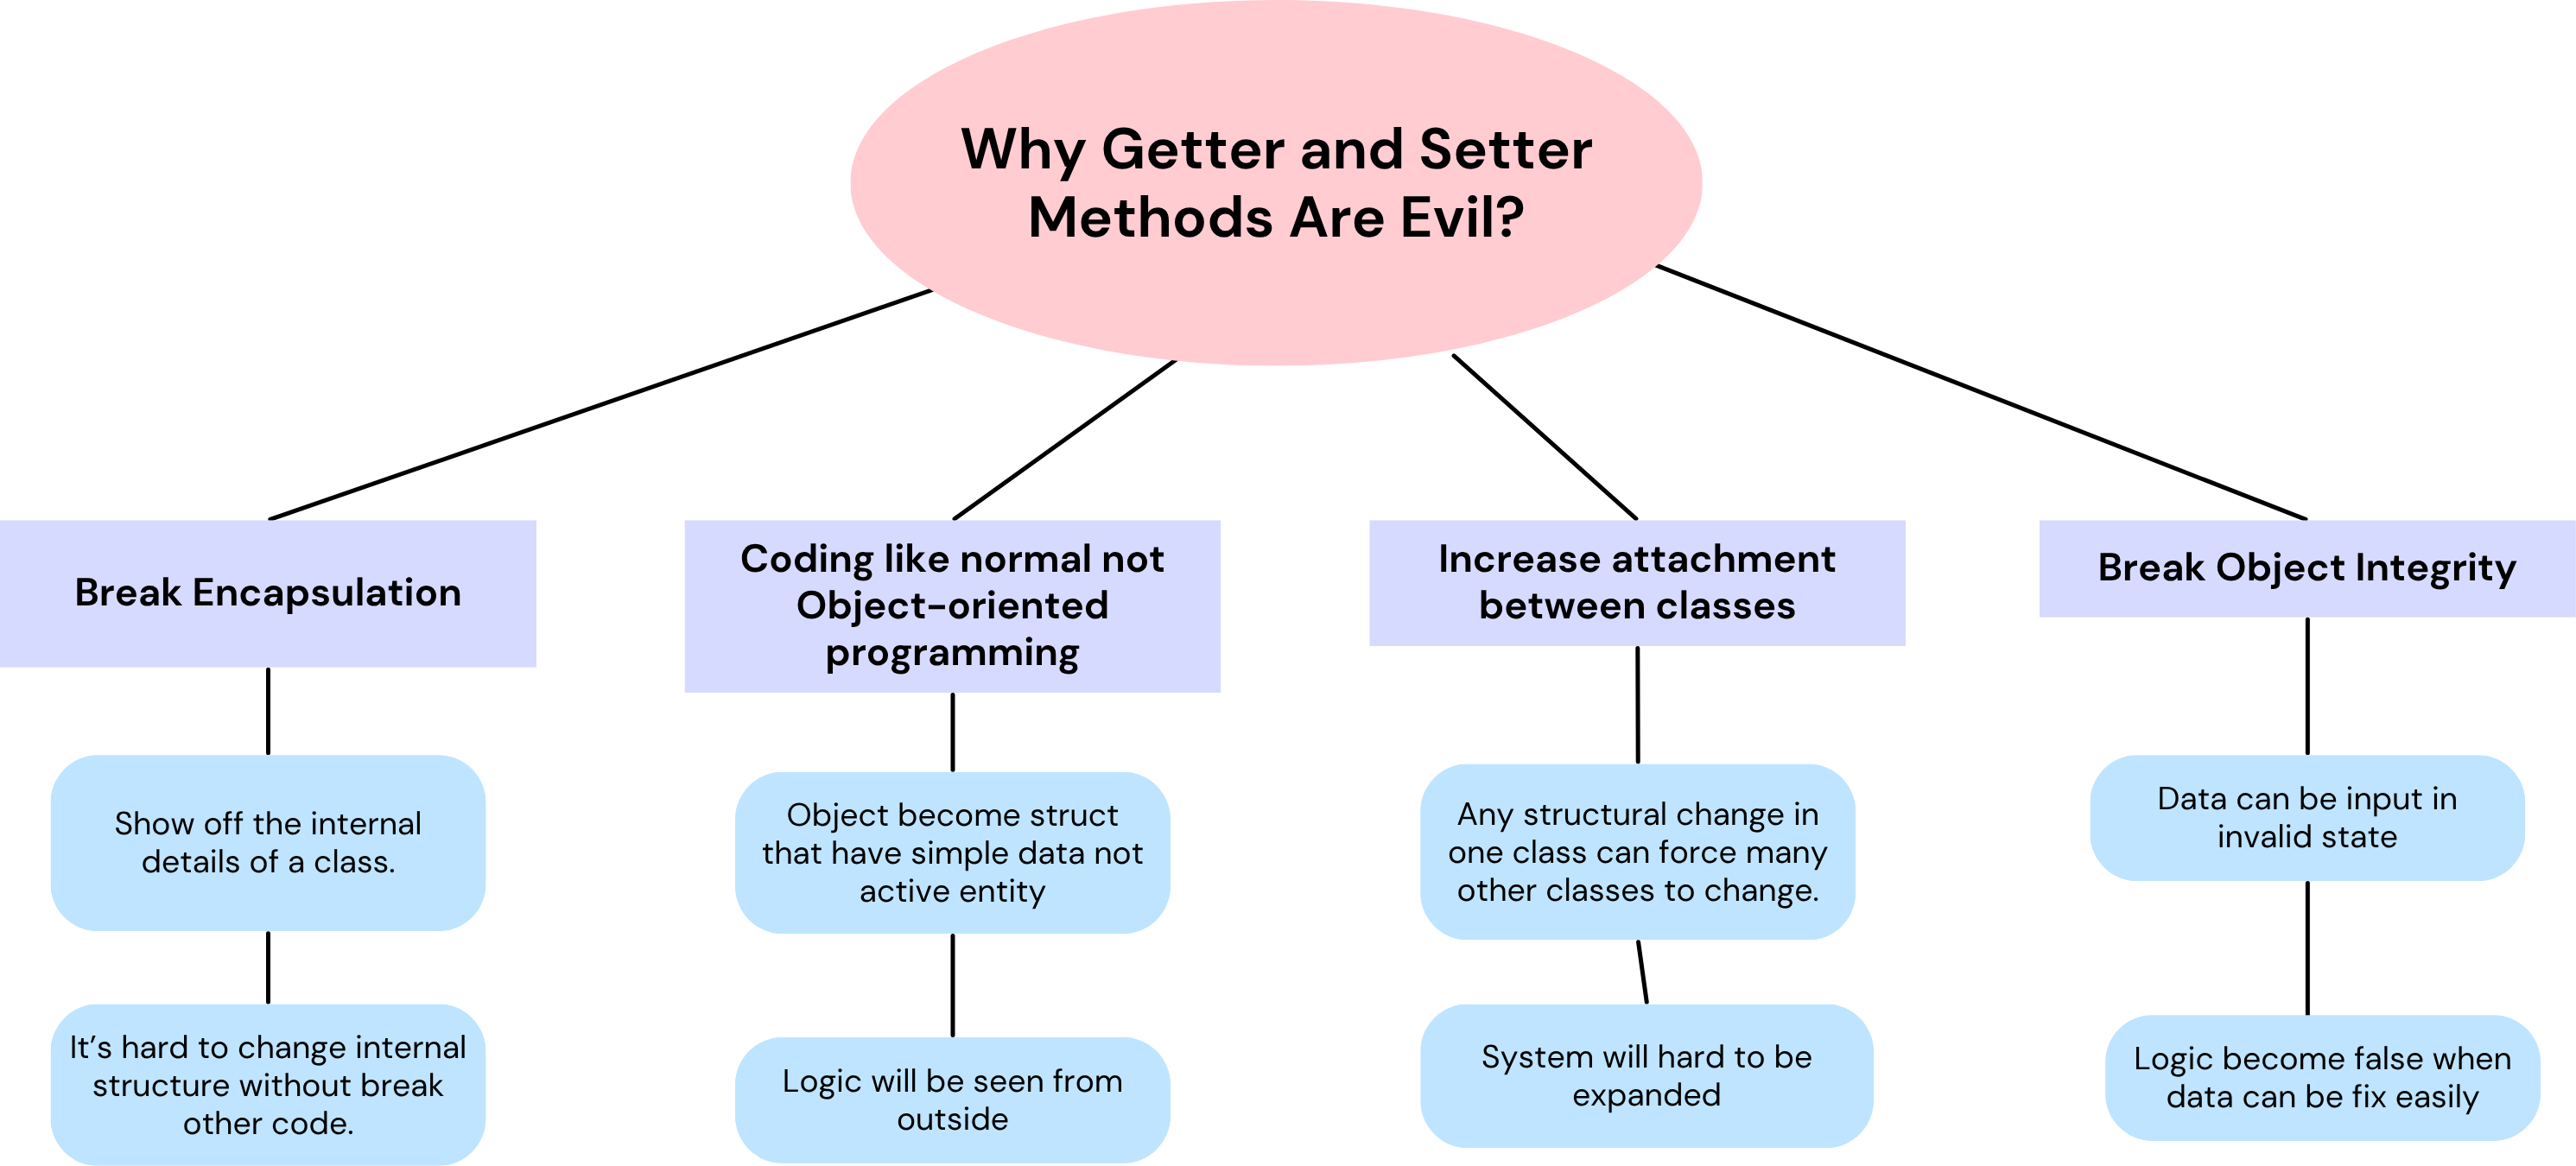 Why Getter and Setter
Methods Are Evil?
Break Encapsulation
Show off the internal
details of a class.
It’s hard to change internal
structure without break
other code.
Coding like normal not
Object-oriented
programming
Object become struct
that have simple data not
active entity
Logic will be seen from
outside
Increase attachment
between classes
Any structural change in
one class can force many
other classes to change.
System will hard to be
expanded
Break Object Integrity
Data can be input in
invalid state
Logic become false when
data can be fix easily